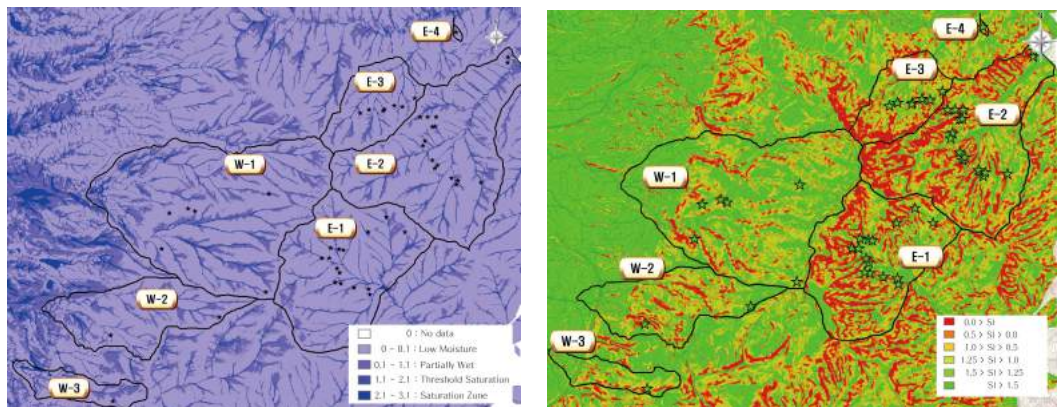 E-4
E-3
W-1
E-2
E-1
W-2
W-3
0 : No data
0 - 0.1 : Low Moisture
0.1 - 1.1 : Partially Wet
1.1 - 2.1 : Threshold Saturation
2.1 - 3.1 : Saturation Zone
E-4
E-3
E-2
W-1
E-1
W-2
W-3
0.0 > Si
0.5 > Si > 0.0
1.0 > Si > 0.5
1.25 > Si > 1.0
1.5 > Si > 1.25
Si > 1.5